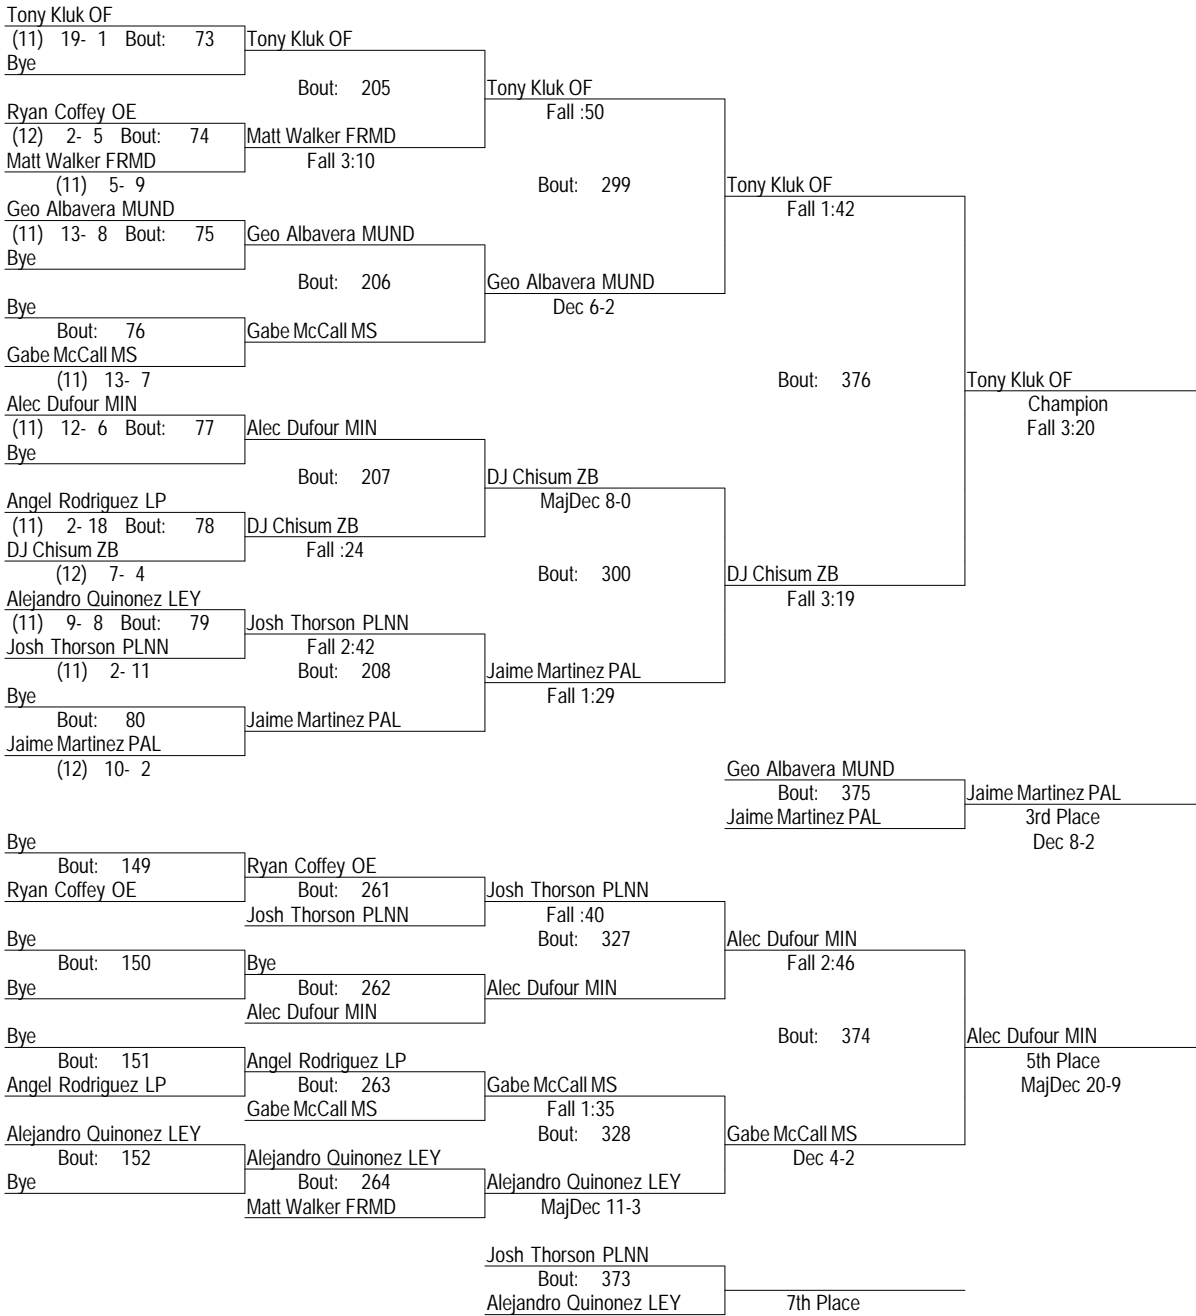 Tony Kluk OF
(11) 19- 1 Bout: 73 Tony Kluk OF
Bye
Bout: 205 Tony Kluk OF
Ryan Coffey OE Fall :50
(12) 2- 5 Bout: 74 Matt Walker FRMD
Matt Walker FRMD Fall 3:10
(11) 5- 9 Bout: 299 Tony Kluk OF
Geo Albavera MUND Fall 1:42
(11) 13- 8 Bout: 75 Geo Albavera MUND
Bye
Bout: 206 Geo Albavera MUND
Bye Dec 6-2
Bout: 76 Gabe McCall MS
Gabe McCall MS
(11) 13- 7 Bout: 376 Tony Kluk OF
Alec Dufour MIN Champion
(11) 12- 6 Bout: 77 Alec Dufour MIN Fall 3:20
Bye
Bout: 207 DJ Chisum ZB
Angel Rodriguez LP MajDec 8-0
(11) 2- 18 Bout: 78 DJ Chisum ZB
DJ Chisum ZB Fall :24
(12) 7- 4 Bout: 300 DJ Chisum ZB
Alejandro Quinonez LEY Fall 3:19
(11) 9- 8 Bout: 79 Josh Thorson PLNN
Josh Thorson PLNN Fall 2:42
(11) 2- 11 Bout: 208 Jaime Martinez PAL
Bye Fall 1:29
Bout: 80 Jaime Martinez PAL
Jaime Martinez PAL
(12) 10- 2 Geo Albavera MUND
Bout: 375 Jaime Martinez PAL
Jaime Martinez PAL 3rd Place
Bye Dec 8-2
Bout: 149 Ryan Coffey OE
Ryan Coffey OE Bout: 261 Josh Thorson PLNN
Josh Thorson PLNN Fall :40
Bye Bout: 327 Alec Dufour MIN
Bout: 150 Bye Fall 2:46
Bye Bout: 262 Alec Dufour MIN
Alec Dufour MIN
Bye Bout: 374 Alec Dufour MIN
Bout: 151 Angel Rodriguez LP 5th Place
Angel Rodriguez LP Bout: 263 Gabe McCall MS MajDec 20-9
Gabe McCall MS Fall 1:35
Alejandro Quinonez LEY Bout: 328 Gabe McCall MS
Bout: 152 Alejandro Quinonez LEY Dec 4-2
Bye Bout: 264 Alejandro Quinonez LEY
Matt Walker FRMD MajDec 11-3
Josh Thorson PLNN
Bout: 373
Alejandro Quinonez LEY 7th Place